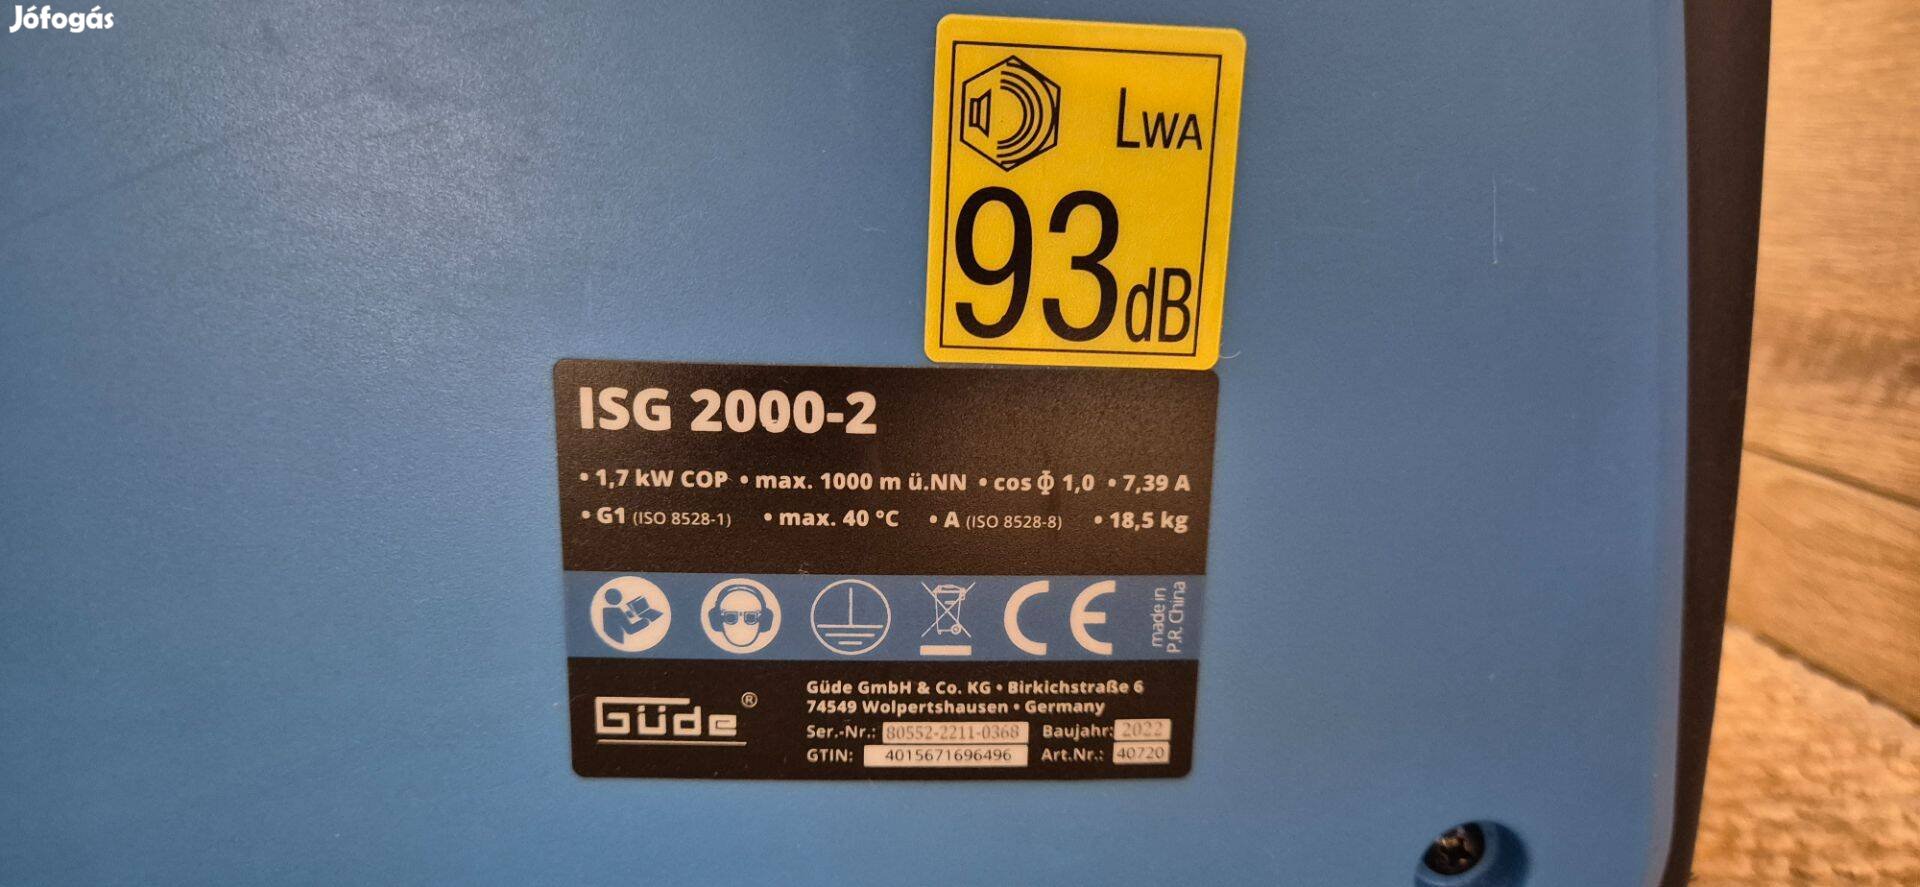 Jófogás
LWA
93dB
ISG 2000-2
• 1,7 kW COP • max. 1000 m ü.NN • cos Φ 1,0 • 7,39 A
• G1 (ISO 8528-1) • max. 40 °C • A (ISO 8528-8) • 18,5 kg
CE
made in
P.R. China
Güde®
Güde GmbH & Co. KG • Birkichstraße 6
74549 Wolpertshausen • Germany
Ser.-Nr.: 80552-2211-0368 Baujahr: 2022
GTIN: 4015671696496 Art.Nr.: 40720